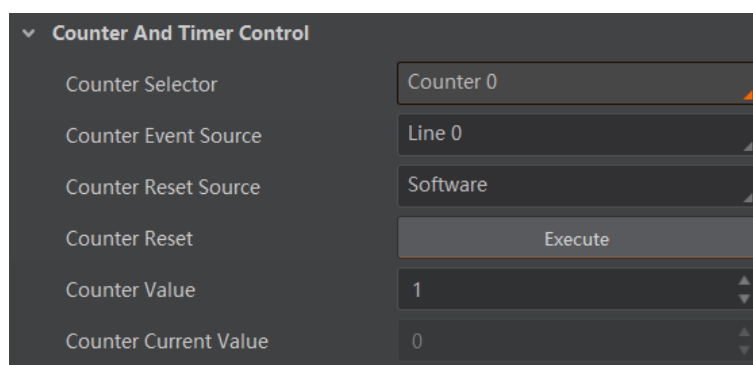 Counter And Timer Control
Counter Selector Counter 0
Counter Event Source Line 0
Counter Reset Source Software
Counter Reset Execute
Counter Value 1
Counter Current Value 0